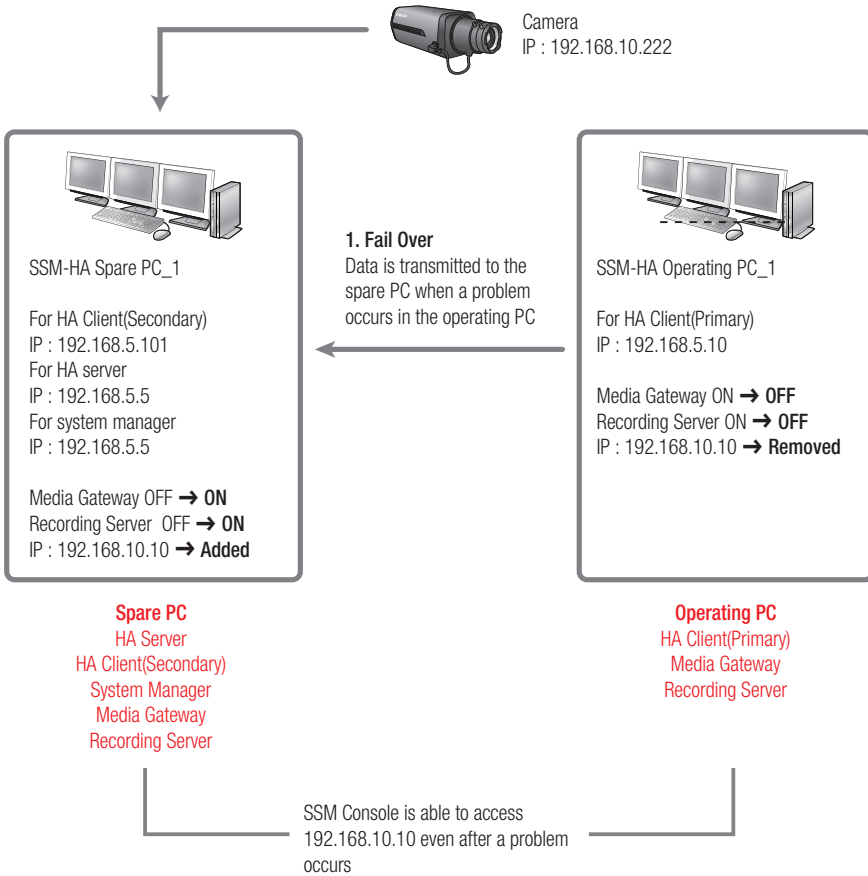 Camera
IP : 192.168.10.222
SSM-HA Spare PC_1
For HA Client(Secondary)
IP : 192.168.5.101
For HA server
IP : 192.168.5.5
For system manager
IP : 192.168.5.5
Media Gateway OFF ➔ ON
Recording Server OFF ➔ ON
IP : 192.168.10.10 ➔ Added
1. Fail Over
Data is transmitted to the
spare PC when a problem
occurs in the operating PC
SSM-HA Operating PC_1
For HA Client(Primary)
IP : 192.168.5.10
Media Gateway ON ➔ OFF
Recording Server ON ➔ OFF
IP : 192.168.10.10 ➔ Removed
Spare PC
HA Server
HA Client(Secondary)
System Manager
Media Gateway
Recording Server
Operating PC
HA Client(Primary)
Media Gateway
Recording Server
SSM Console is able to access
192.168.10.10 even after a problem
occurs